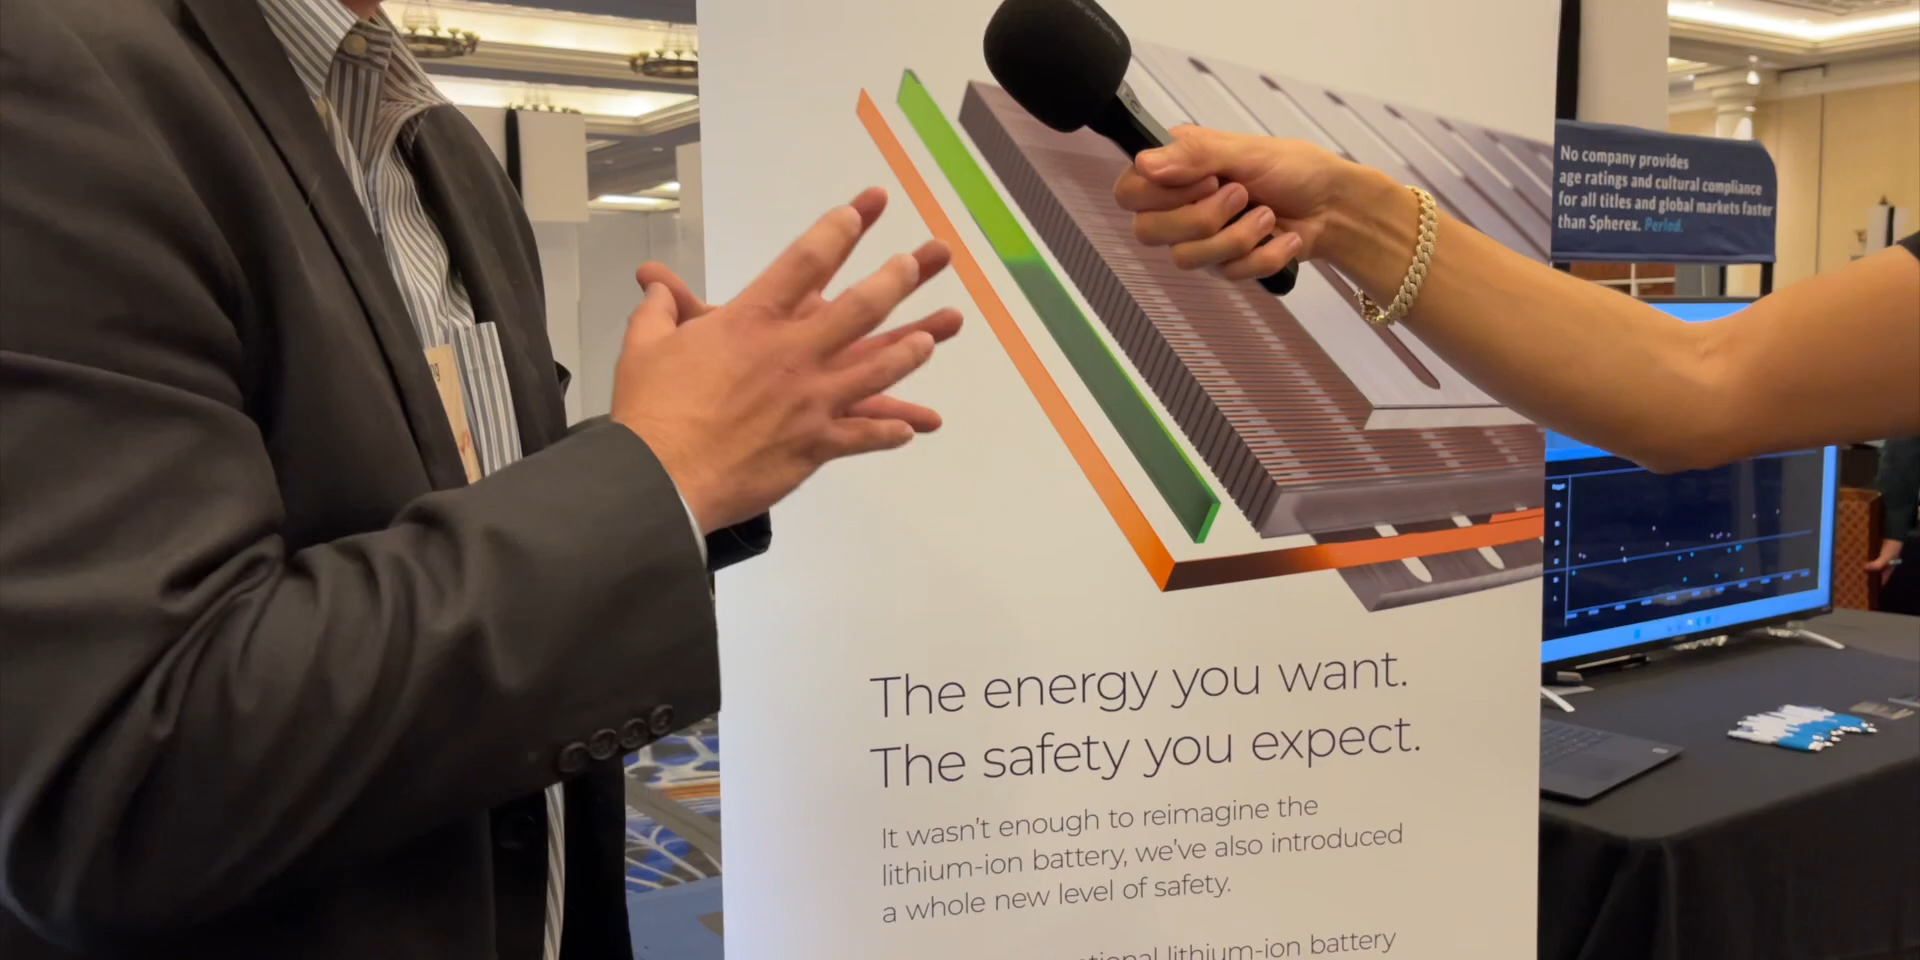 No company provides
age ratings and cultural compliance
for all titles and global markets faster
than Spherex. Period.
The energy you want.
The safety you expect.
It wasn't enough to reimagine the
lithium-ion battery, we've also introduced
a whole new level of safety.
lithium-ion battery